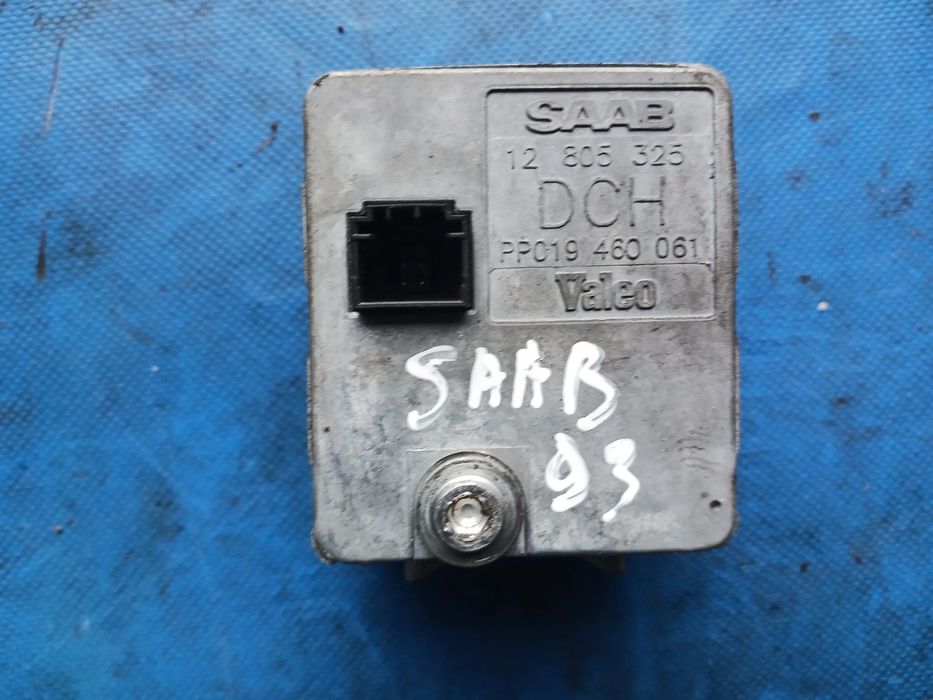 SAAB
12 805 325
DCH
PP019 460 061
Valeo
SAAB
93